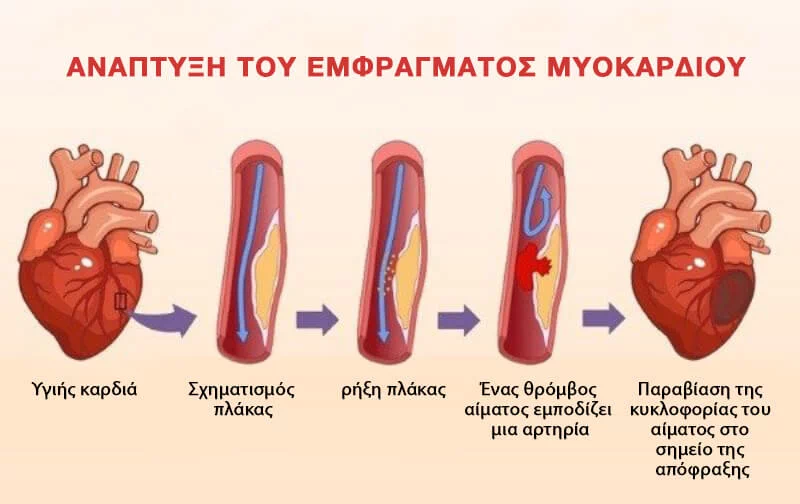 ΑΝΑΠΤΥΞΗ ΤΟΥ ΕΜΦΡΑΓΜΑΤΟΣ ΜΥΟΚΑΡΔΙΟΥ
Υγιής καρδιά
Σχηματισμός
πλάκας
ρήξη πλάκας
Ένας θρόμβος
αίματος εμποδίζει
μια αρτηρία
Παραβίαση της
κυκλοφορίας του
αίματος στο
σημείο της
απόφραξης